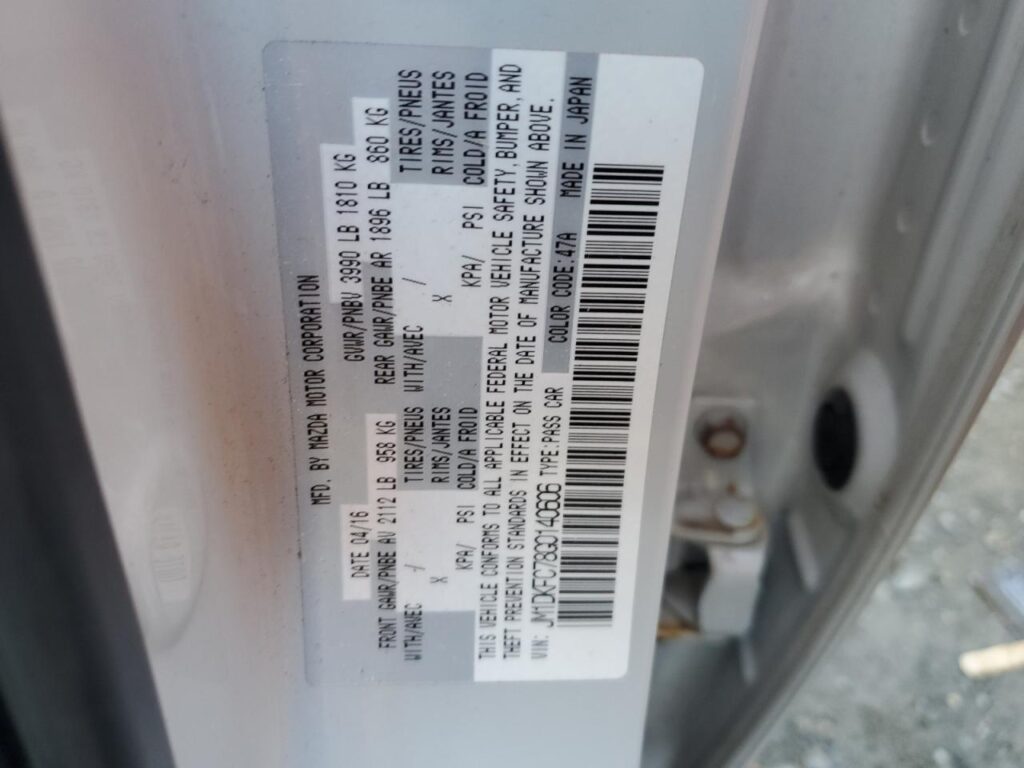 MFD. BY MAZDA MOTOR CORPORATION
DATE 04/16 GVWR/PNBV 3990 LB 1810 KG
FRONT GAWR/PNBE AV 2112 LB 958 KG REAR GAWR/PNBE AR 1896 LB 860 KG
WITH/AVEC / TIRES/PNEUS WITH/AVEC / TIRES/PNEUS
X RIMS/JANTES X RIMS/JANTES
KPA/ PSI COLD/A FROID KPA/ PSI COLD/A FROID
THIS VEHICLE CONFORMS TO ALL APPLICABLE FEDERAL MOTOR VEHICLE SAFETY, BUMPER, AND
THEFT PREVENTION STANDARDS IN EFFECT ON THE DATE OF MANUFACTURE SHOWN ABOVE.
VIN: JM1DKFC78G0140606 TYPE:PASS CAR COLOR CODE:47A MADE IN JAPAN